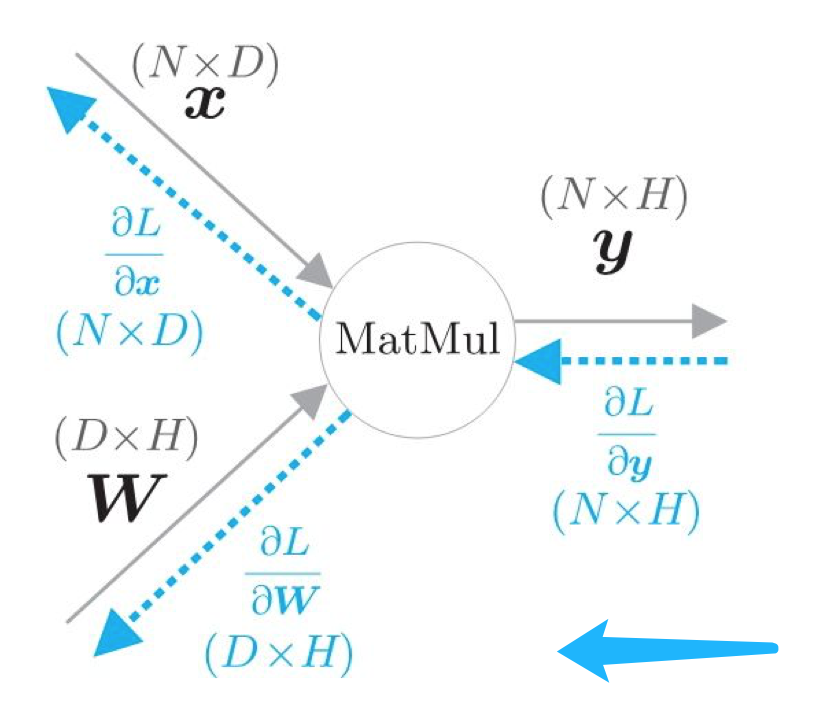 (N×D)
x
∂L
∂x
(N×D)
(N×H)
y
MatMul
∂L
∂y
(N×H)
(D×H)
W
∂L
∂W
(D×H)